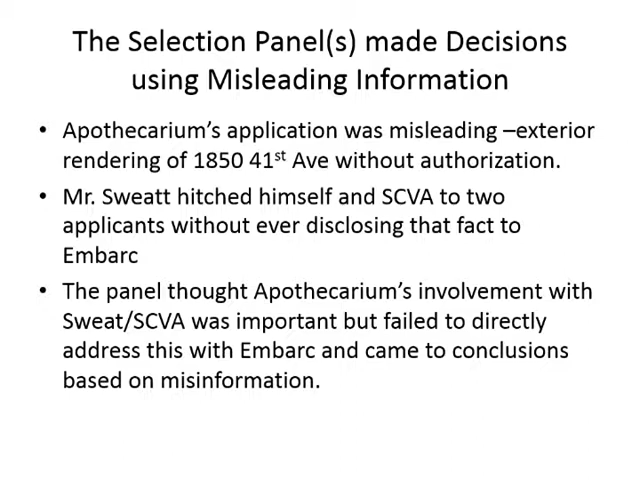 The Selection Panel(s) made Decisions
using Misleading Information
• Apothecarium's application was misleading –exterior
rendering of 1850 41st Ave without authorization.
• Mr. Sweatt hitched himself and SCVA to two
applicants without ever disclosing that fact to
Embarc
• The panel thought Apothecarium's involvement with
Sweat/SCVA was important but failed to directly
address this with Embarc and came to conclusions
based on misinformation.